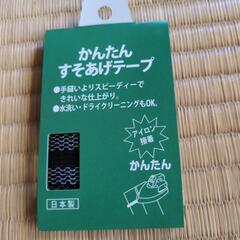 かんたん
すそあげテープ
●手縫いよりスピーディーで
きれいな仕上がり。
●水洗い・ドライクリーニングもOK。
アイロン
接着
かんたん
日本製